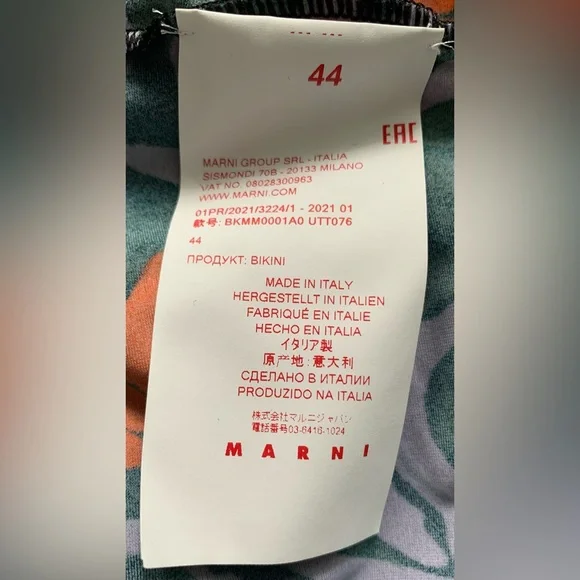 44
EAC
MARNI GROUP SRL - ITALIA
SISMONDI 70B - 20133 MILANO
VAT NO. 08028300963
WWW.MARNI.COM
01PR/2021/3224/1 - 2021 01
款号: BKMM0001A0 UTT076
44
ПРОДУКТ: BIKINI
MADE IN ITALY
HERGESTELLT IN ITALIEN
FABRIQUÉ EN ITALIE
HECHO EN ITALIA
イタリア製
原产地: 意大利
СДЕЛАНО В ИТАЛИИ
PRODUZIDO NA ITALIA
株式会社マルニジャパン
電話番号03-6416-1024
MARNI